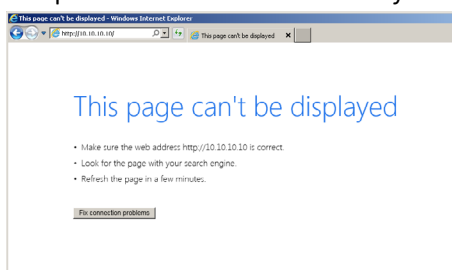 This page can't be displayed - Windows Internet Explorer
http://10.10.10.10/
This page can't be displayed
This page can't be displayed
• Make sure the web address http://10.10.10.10 is correct.
• Look for the page with your search engine.
• Refresh the page in a few minutes.
Fix connection problems